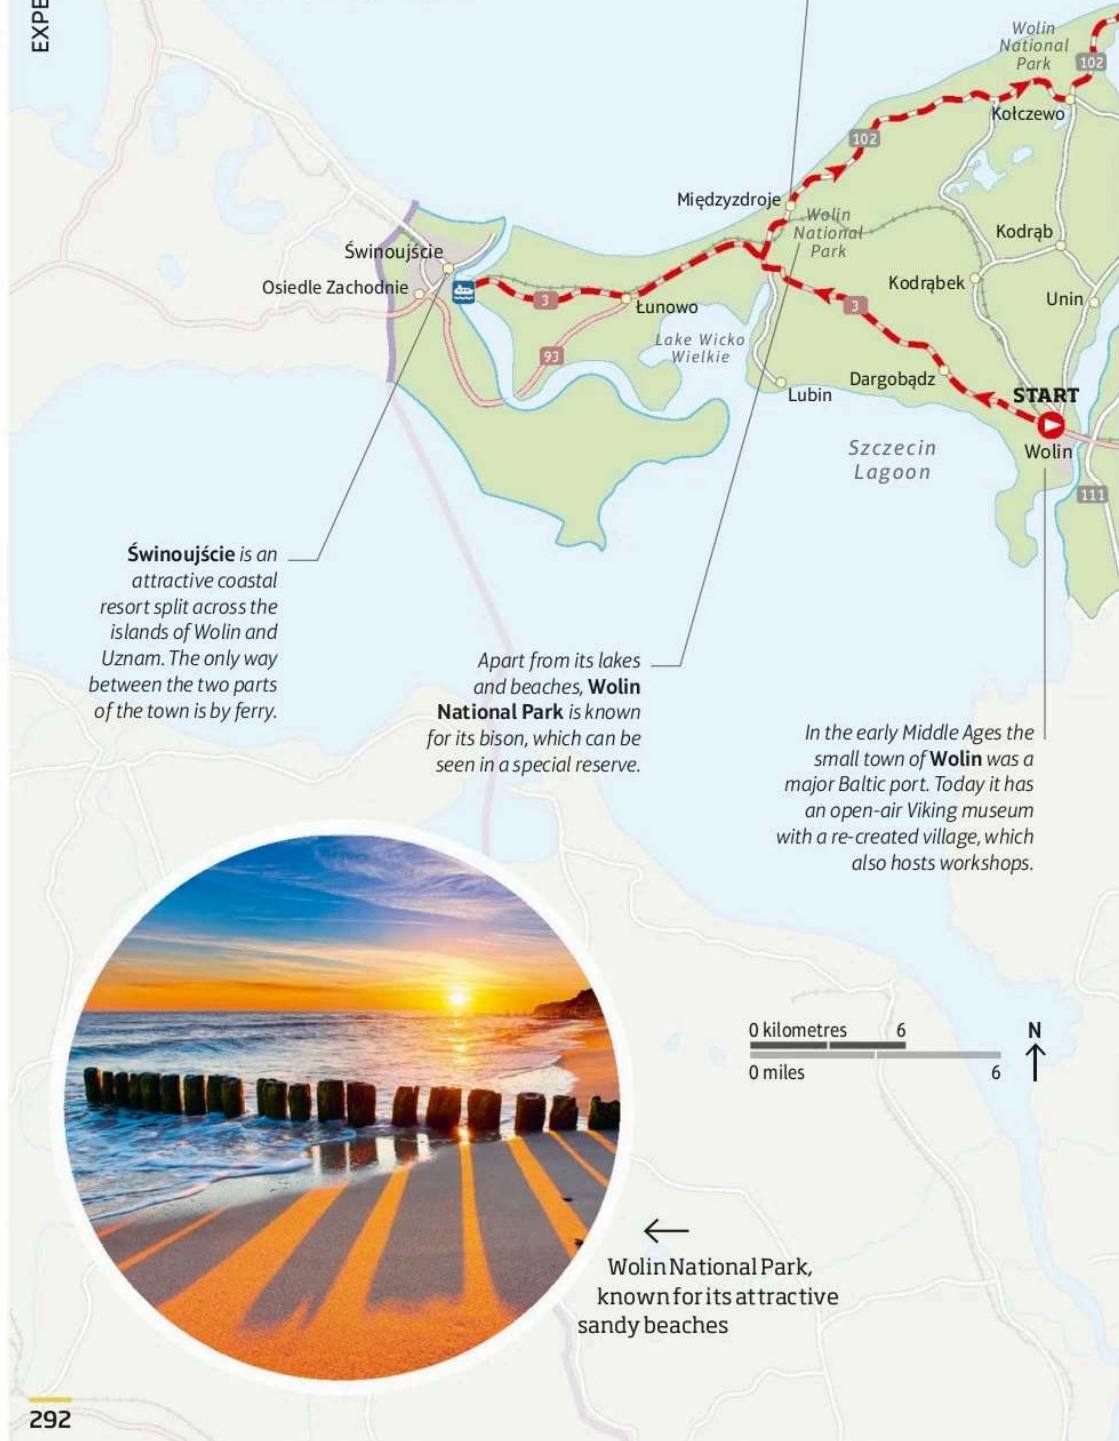 EXPE
Wolin
National
Park
102
Kołczewo
102
Międzyzdroje
Wolin
National
Park
Kodrąb
Świnoujście
Kodrąbek
Osiedle Zachodnie
Unin
3
Łunowo
3
Lake Wicko
Wielkie
93
Dargobądz
Lubin
START
Wolin
Szczecin
Lagoon
111
Świnoujście is an
attractive coastal
resort split across the
islands of Wolin and
Uznam. The only way
between the two parts
of the town is by ferry.
Apart from its lakes
and beaches, Wolin
National Park is known
for its bison, which can be
seen in a special reserve.
In the early Middle Ages the
small town of Wolin was a
major Baltic port. Today it has
an open-air Viking museum
with a re-created village, which
also hosts workshops.
0 kilometres 6
0 miles 6
N
Wolin National Park,
known for its attractive
sandy beaches
292